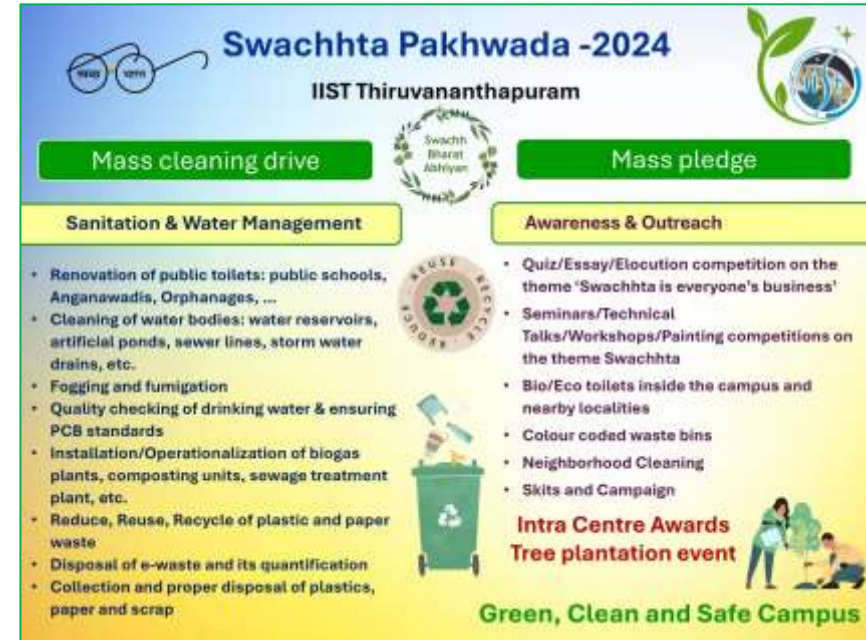 Swachhta Pakhwada -2024
IIST Thiruvananthapuram
स्वच्छ भारत
Mass cleaning drive
Swachh
Bharat
Abhiyan
Mass pledge
Sanitation & Water Management
• Renovation of public toilets: public schools,
Anganawadis, Orphanages, ...
• Cleaning of water bodies: water reservoirs,
artificial ponds, sewer lines, storm water
drains, etc.
• Fogging and fumigation
• Quality checking of drinking water & ensuring
PCB standards
• Installation/Operationalization of biogas
plants, composting units, sewage treatment
plant, etc.
• Reduce, Reuse, Recycle of plastic and paper
waste
• Disposal of e-waste and its quantification
• Collection and proper disposal of plastics,
paper and scrap
REDUCE · REUSE · RECYCLE
Awareness & Outreach
• Quiz/Essay/Elocution competition on the
theme ‘Swachhta is everyone’s business’
• Seminars/Technical
Talks/Workshops/Painting competitions on
the theme Swachhta
• Bio/Eco toilets inside the campus and
nearby localities
• Colour coded waste bins
• Neighborhood Cleaning
• Skits and Campaign
Intra Centre Awards
Tree plantation event
Green, Clean and Safe Campus